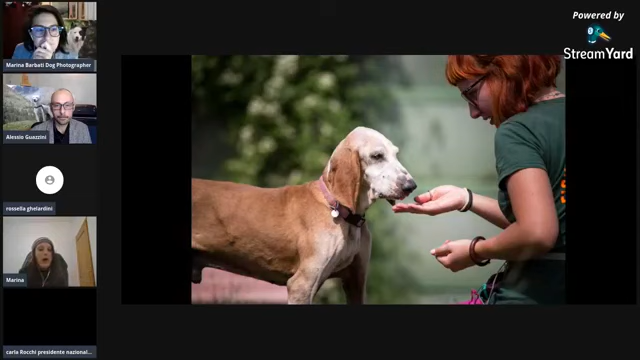 Marina Barbati Dog Photographer
Alessio Guazzini
rossella ghelardini
Marina
carla Rocchi presidente nazional...
Powered by
StreamYard